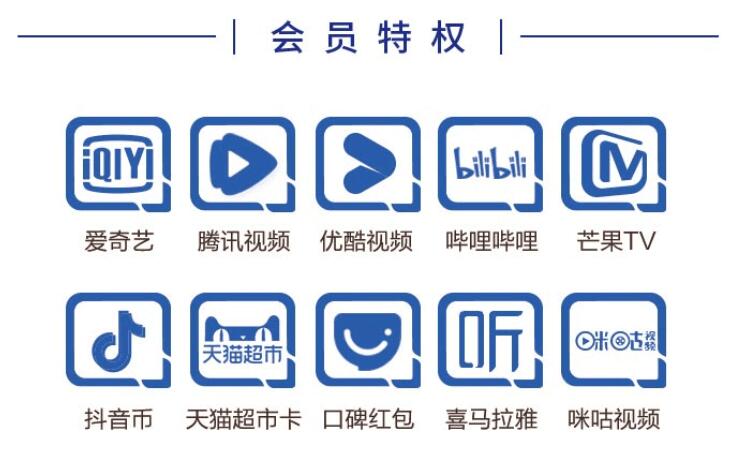 会员特权
iQIYI
bilibili
爱奇艺 腾讯视频 优酷视频 哔哩哔哩 芒果TV
天猫超市
听
咪咕视频
抖音币 天猫超市卡 口碑红包 喜马拉雅 咪咕视频